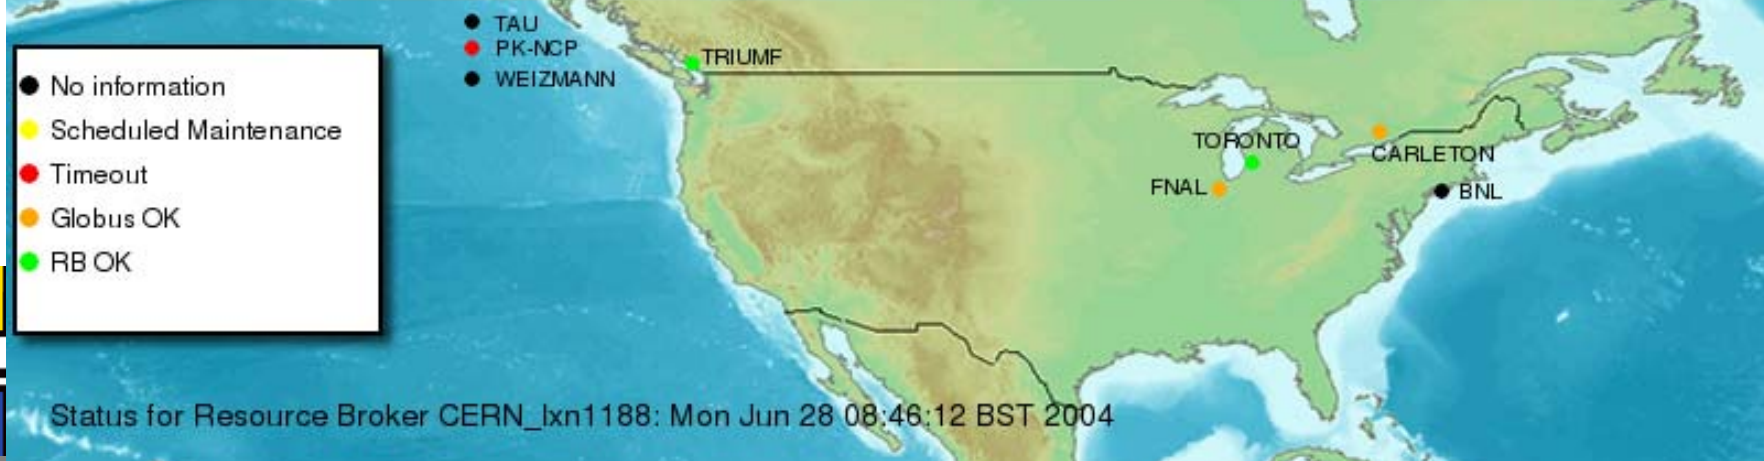 TAU
PK-NCP
WEIZMANN
TRIUMF
No information
Scheduled Maintenance
Timeout
Globus OK
RB OK
TORONTO
CARLETON
FNAL
BNL
Status for Resource Broker CERN_lxn1188: Mon Jun 28 08:46:12 BST 2004